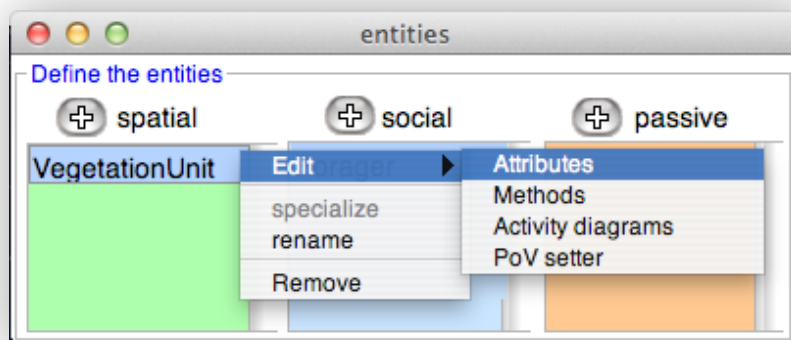 entities
Define the entities
spatial social passive
VegetationUnit
Edit
specialize
rename
Remove
Attributes
Methods
Activity diagrams
PoV setter